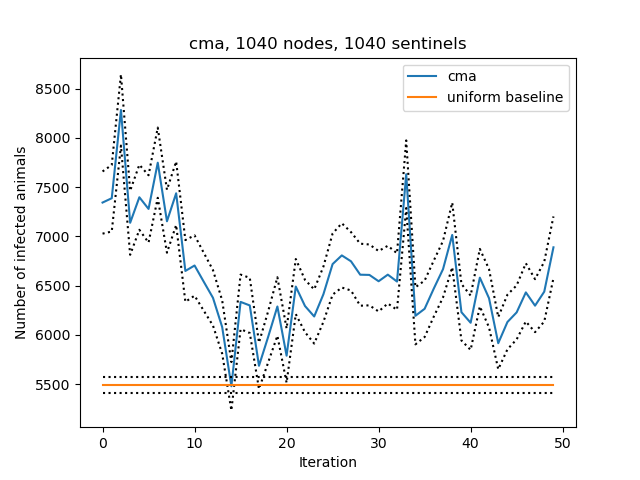 cma, 1040 nodes, 1040 sentinels
cma
uniform baseline
Number of infected animals
8500
8000
7500
7000
6500
6000
5500
0 10 20 30 40 50
Iteration